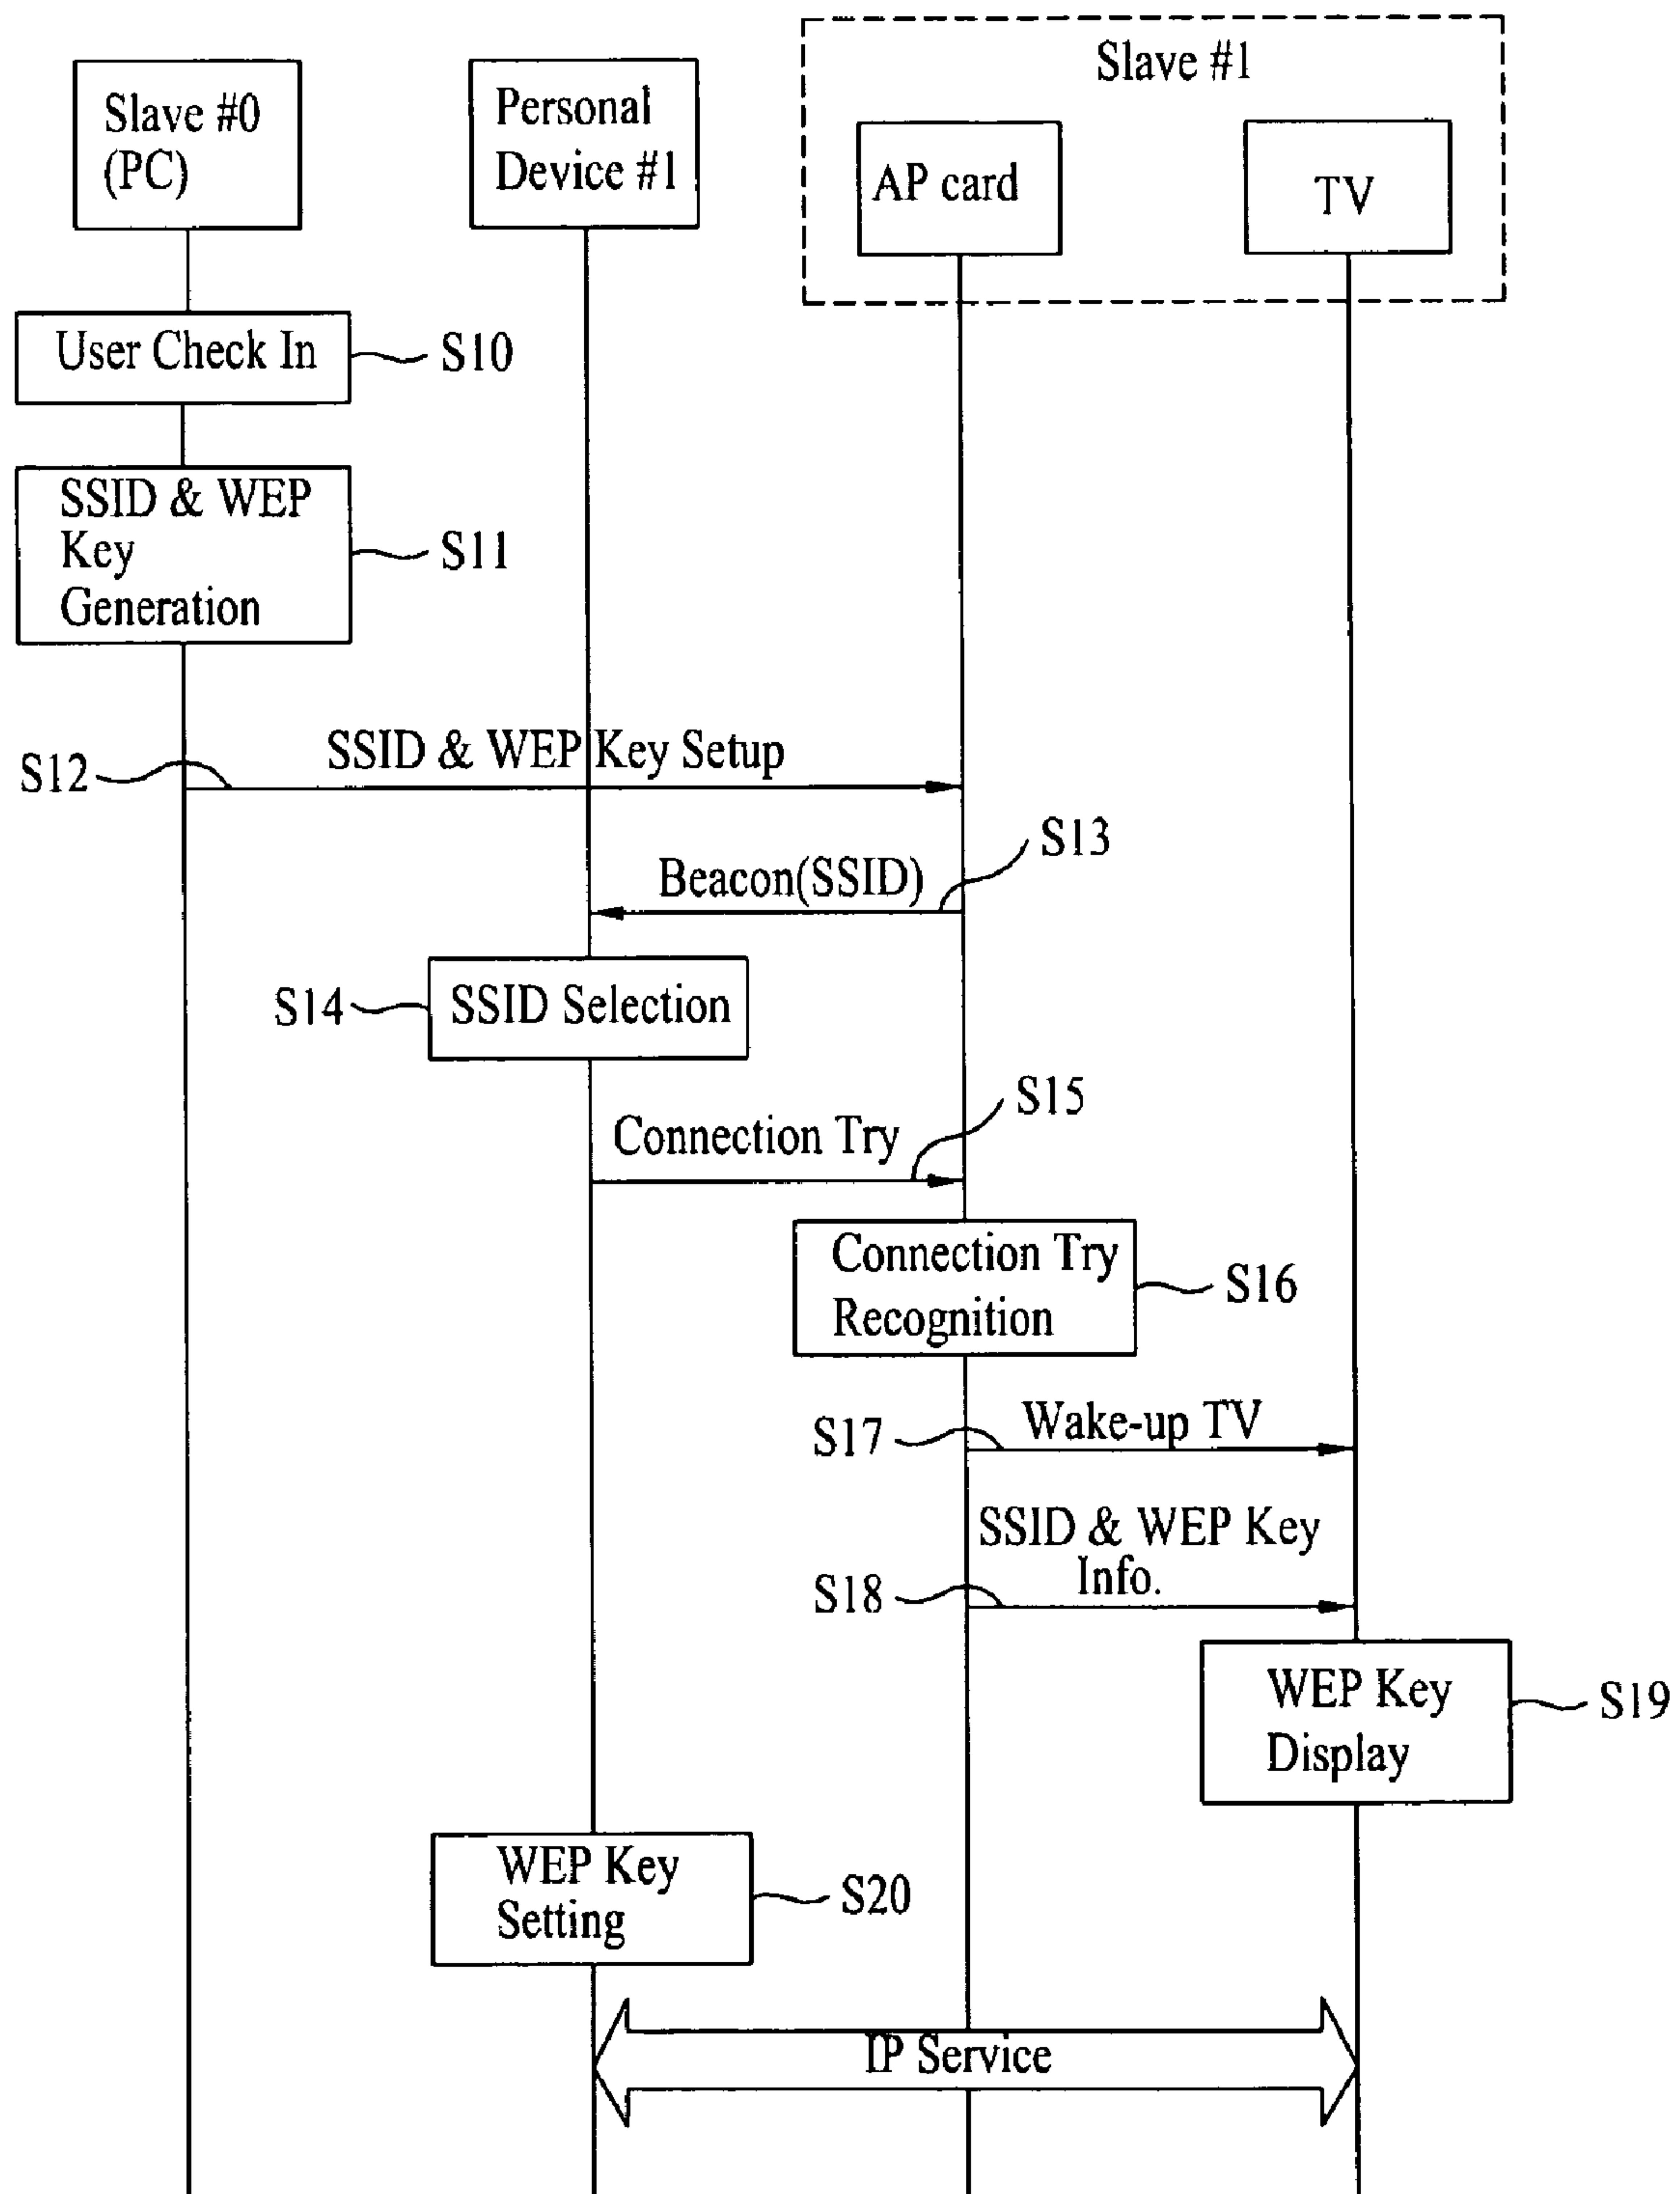 Slave #1
Slave #0
(PC)
Personal
Device #1
AP card
TV
User Check In
S10
SSID & WEP
Key
Generation
S11
SSID & WEP Key Setup
S12
S13
Beacon(SSID)
S14
SSID Selection
S15
Connection Try
Connection Try
Recognition
S16
Wake-up TV
S17
SSID & WEP Key
Info.
S18
WEP Key
Display
S19
WEP Key
Setting
S20
IP Service